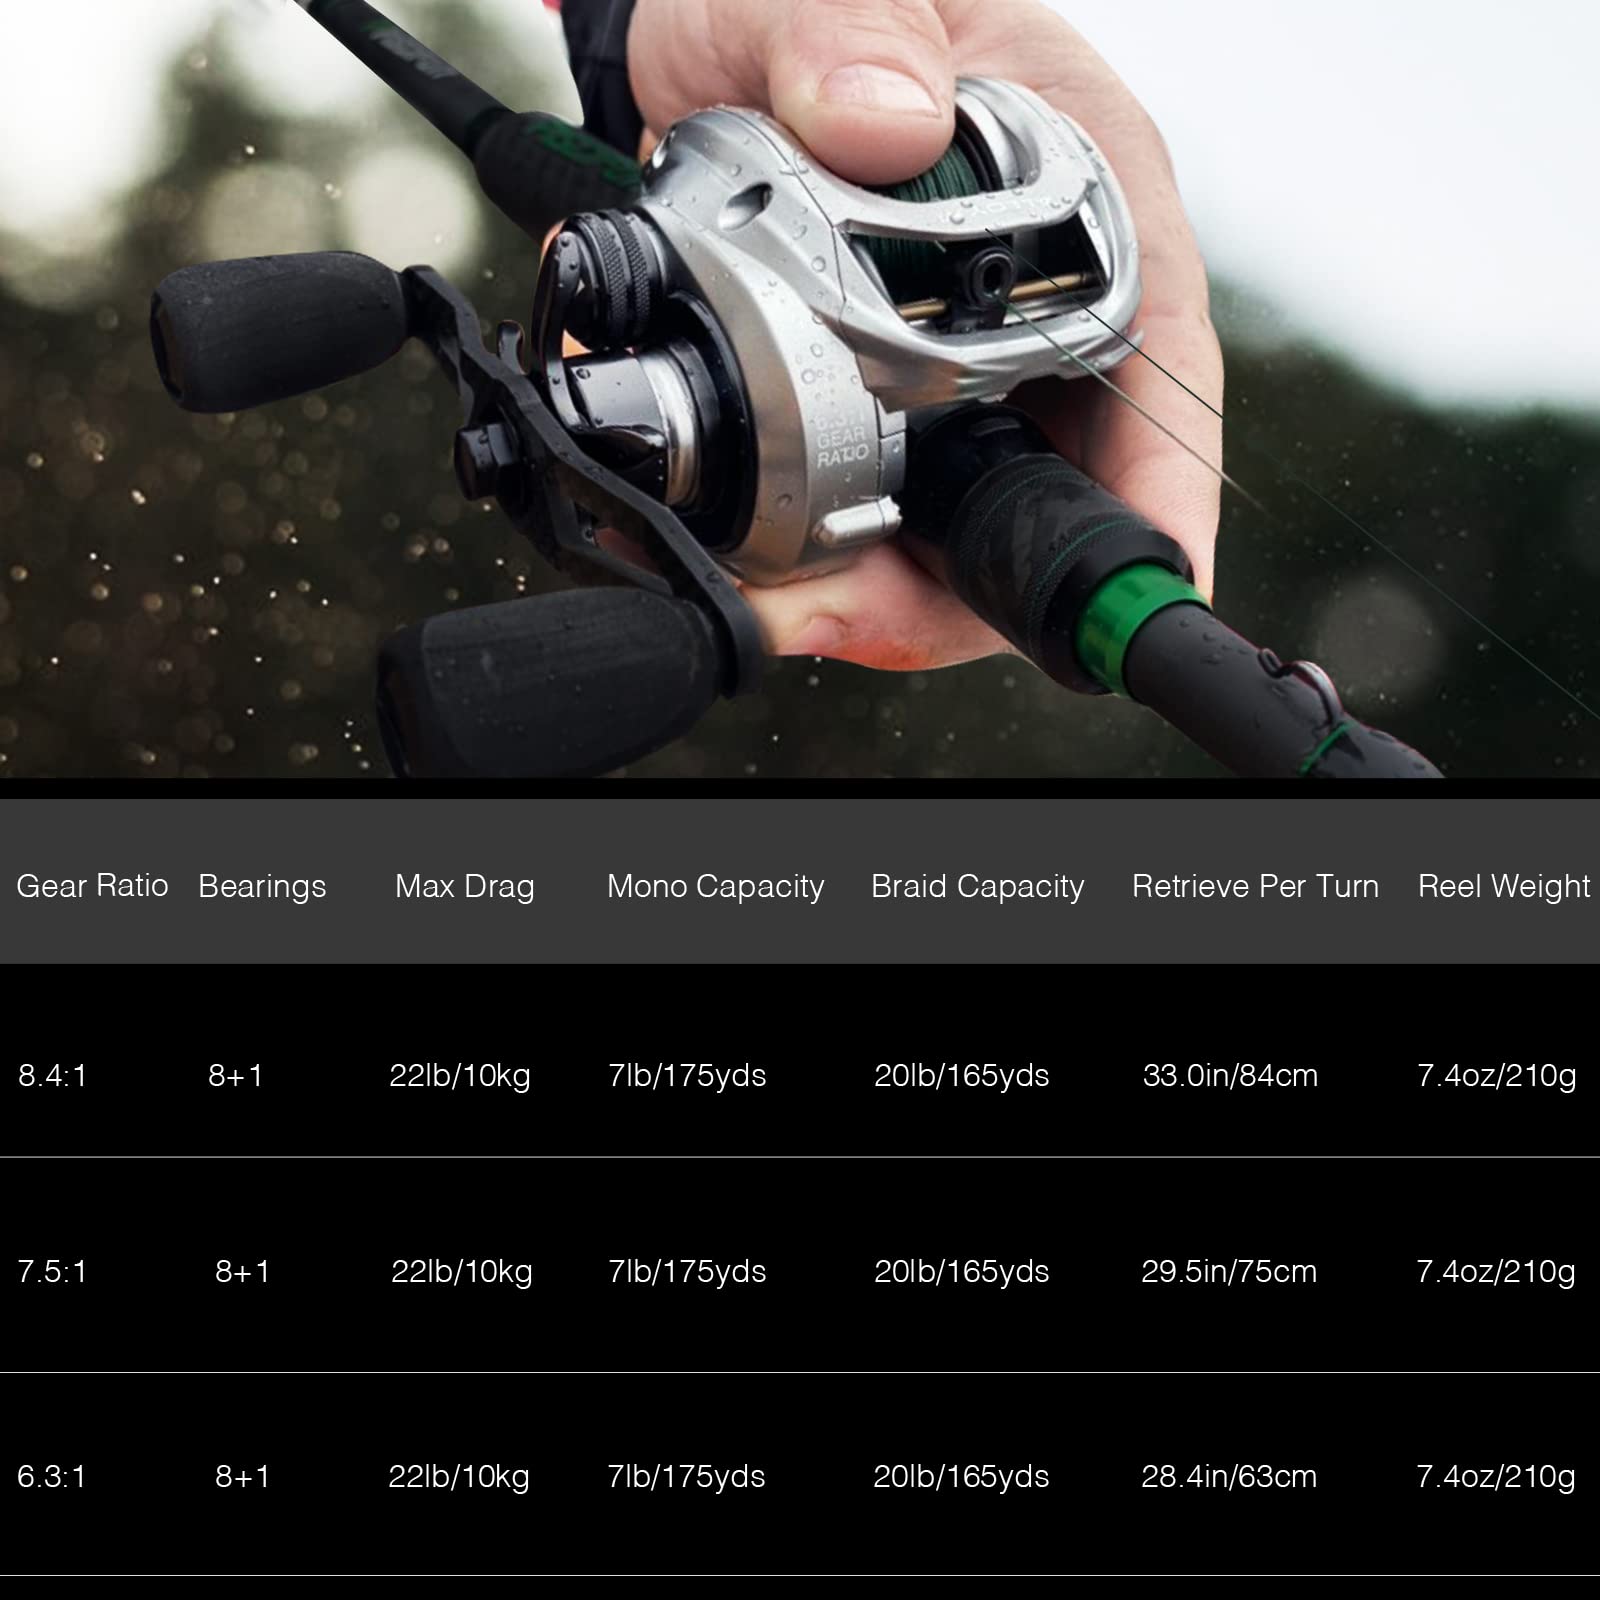 GEAR
RATIO
Gear Ratio Bearings Max Drag Mono Capacity Braid Capacity Retrieve Per Turn Reel Weight
8.4:1 8+1 22lb/10kg 7lb/175yds 20lb/165yds 33.0in/84cm 7.4oz/210g
7.5:1 8+1 22lb/10kg 7lb/175yds 20lb/165yds 29.5in/75cm 7.4oz/210g
6.3:1 8+1 22lb/10kg 7lb/175yds 20lb/165yds 28.4in/63cm 7.4oz/210g